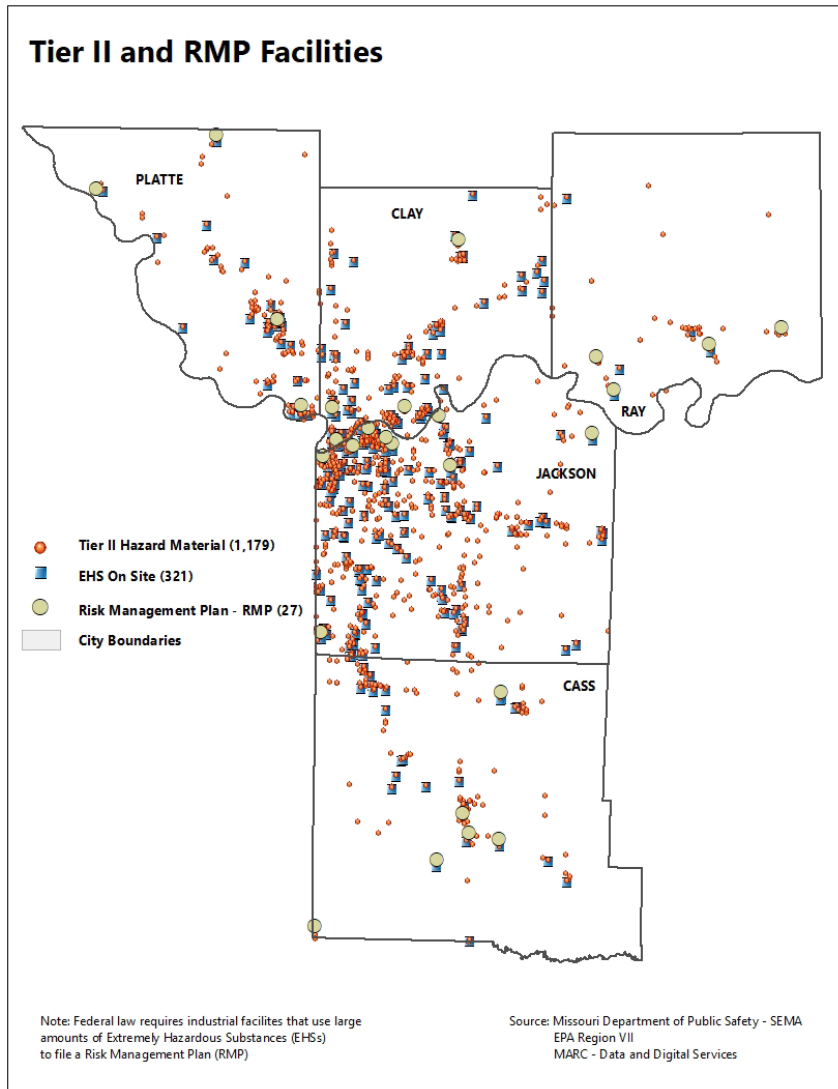 Tier II and RMP Facilities
PLATTE
CLAY
RAY
JACKSON
Tier II Hazard Material (1,179)
EHS On Site (321)
Risk Management Plan - RMP (27)
City Boundaries
CASS
Note: Federal law requires industrial facilites that use large
amounts of Extremely Hazardous Substances (EHSs)
to file a Risk Management Plan (RMP)
Source: Missouri Department of Public Safety - SEMA
EPA Region VII
MARC - Data and Digital Services